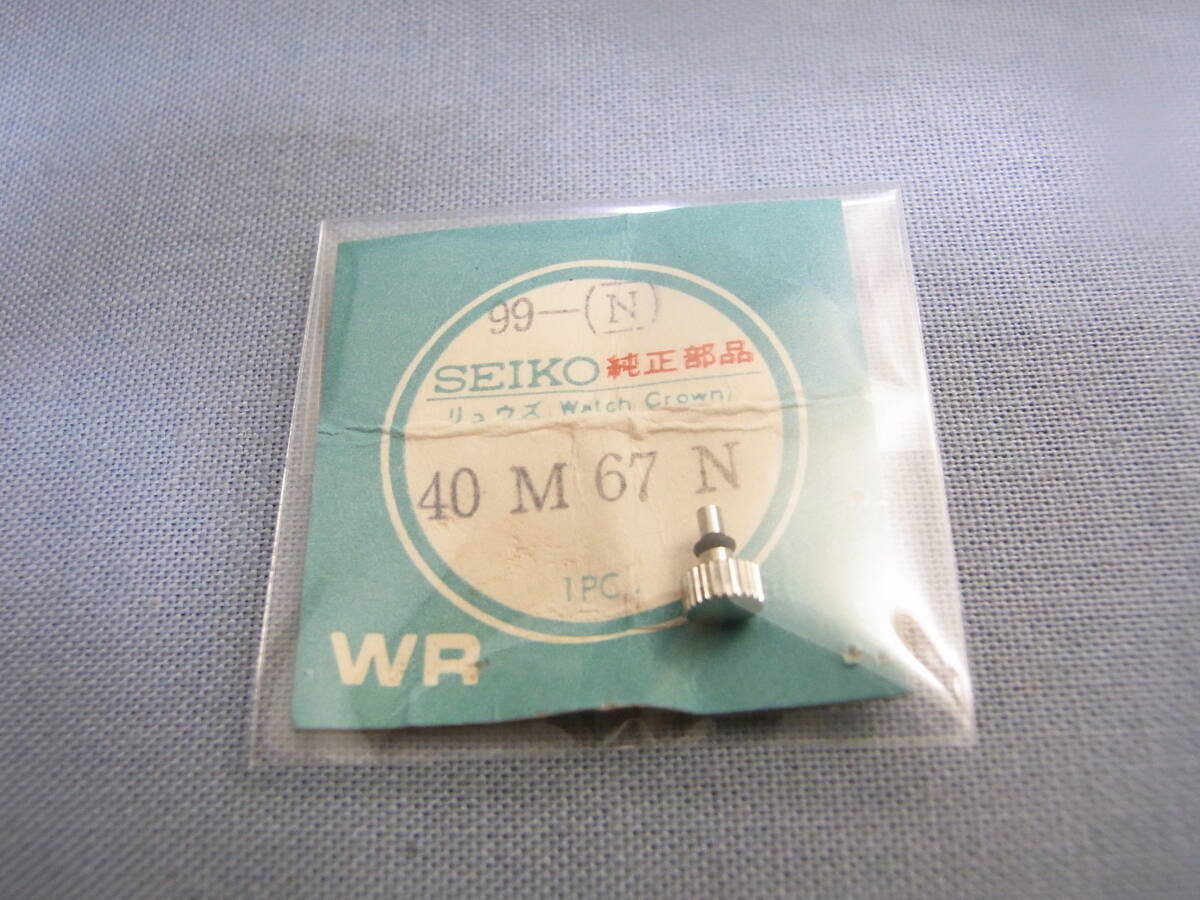 99-(N)
SEIKO 純正部品
リュウズ (Watch Crown)
40 M 67 N
1PC
WR